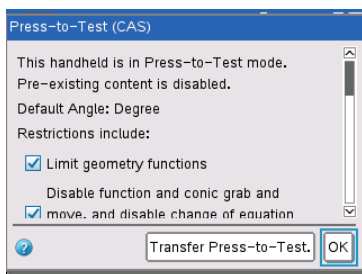 Press-to-Test (CAS)
This handheld is in Press-to-Test mode.
Pre-existing content is disabled.
Default Angle: Degree
Restrictions include:
Limit geometry functions
Disable function and conic grab and
move, and disable change of equation
?
Transfer Press-to-Test.
OK